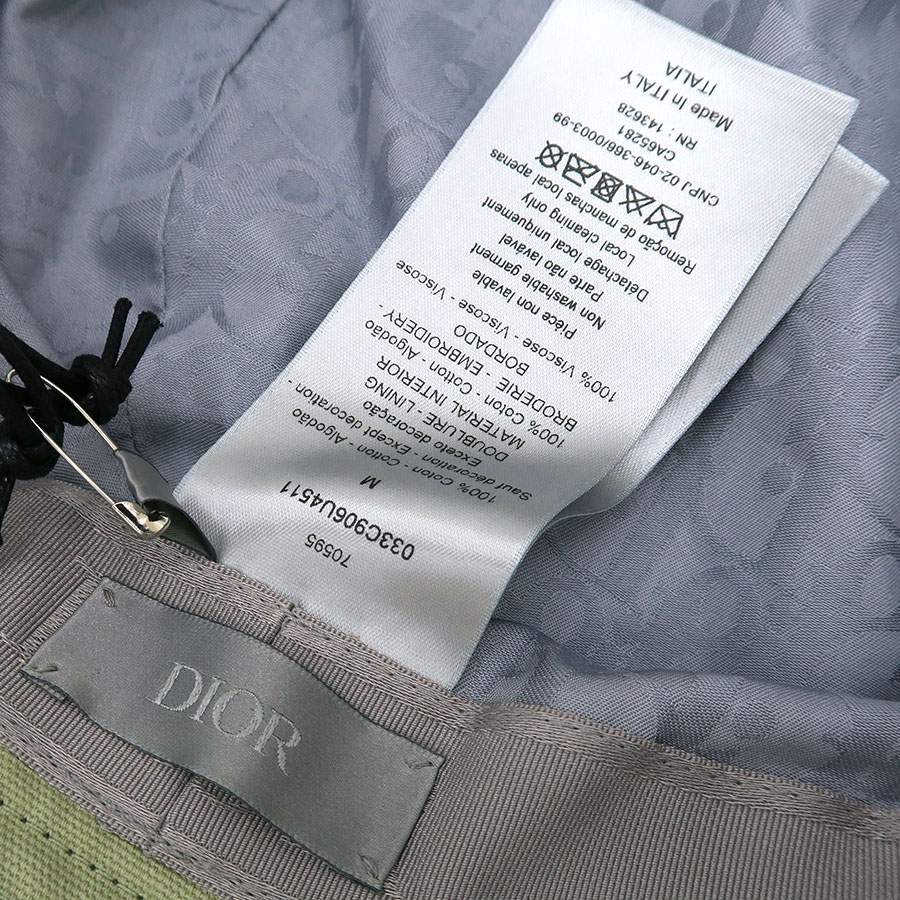 70595
033C906U4511
M
100% Coton - Cotton - Algodão
Sauf décoration - Except decoration -
Exceto decoração
DOUBLURE - LINING
MATERIAL INTERIOR
100% Coton - Cotton - Algodão
BRODERIE - EMBROIDERY
BORDADO
100% Viscose - Viscose - Viscose
Pièce non lavable
Non washable garment
Parte não lavável
Détachage local uniquement
Local cleaning only
Remoção de manchas local apenas
CNPJ 02-046-366/0003-99
CA65281
RN : 143628
Made In ITALY
ITALIA
DIOR